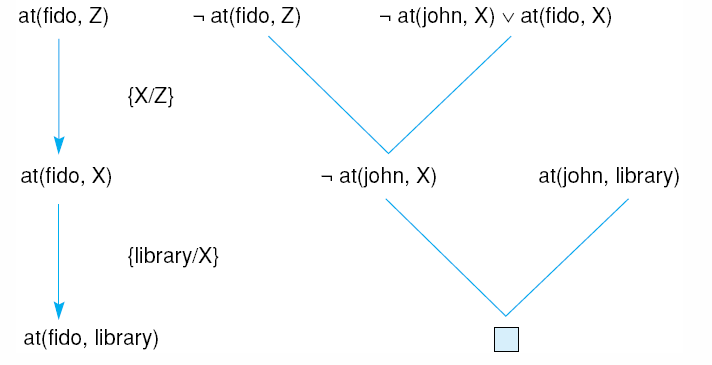 at(fido, Z) ¬ at(fido, Z) ¬ at(john, X) ∨ at(fido, X)
{X/Z}
at(fido, X) ¬ at(john, X) at(john, library)
{library/X}
at(fido, library)